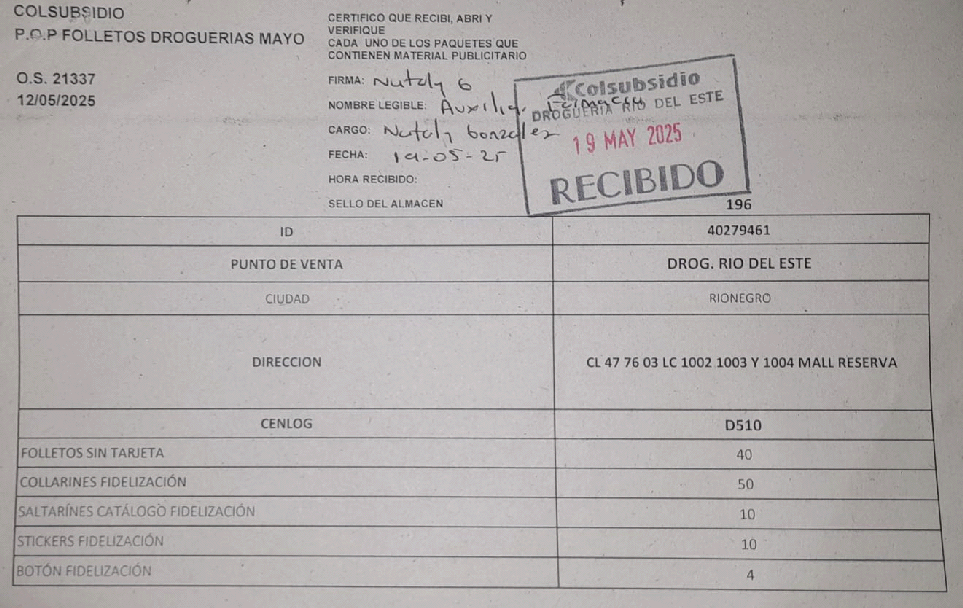 COLSUBSIDIO
P.O.P FOLLETOS DROGUERIAS MAYO
O.S. 21337
12/05/2025
CERTIFICO QUE RECIBI, ABRI Y
VERIFIQUE
CADA UNO DE LOS PAQUETES QUE
CONTIENEN MATERIAL PUBLICITARIO
FIRMA: Nutaly G
NOMBRE LEGIBLE: Auxiliar Farmacia
CARGO: Nutaly Gonzalez
FECHA: 19-05-25
HORA RECIBIDO:
SELLO DEL ALMACEN
Colsubsidio
DROGUERIA RIO DEL ESTE
19 MAY 2025
RECIBIDO
196
ID 40279461
PUNTO DE VENTA DROG. RIO DEL ESTE
CIUDAD RIONEGRO
DIRECCION CL 47 76 03 LC 1002 1003 Y 1004 MALL RESERVA
CENLOG D510
FOLLETOS SIN TARJETA 40
COLLARINES FIDELIZACIÓN 50
SALTARÍNES CATÁLOGO FIDELIZACIÓN 10
STICKERS FIDELIZACIÓN 10
BOTÓN FIDELIZACIÓN 4